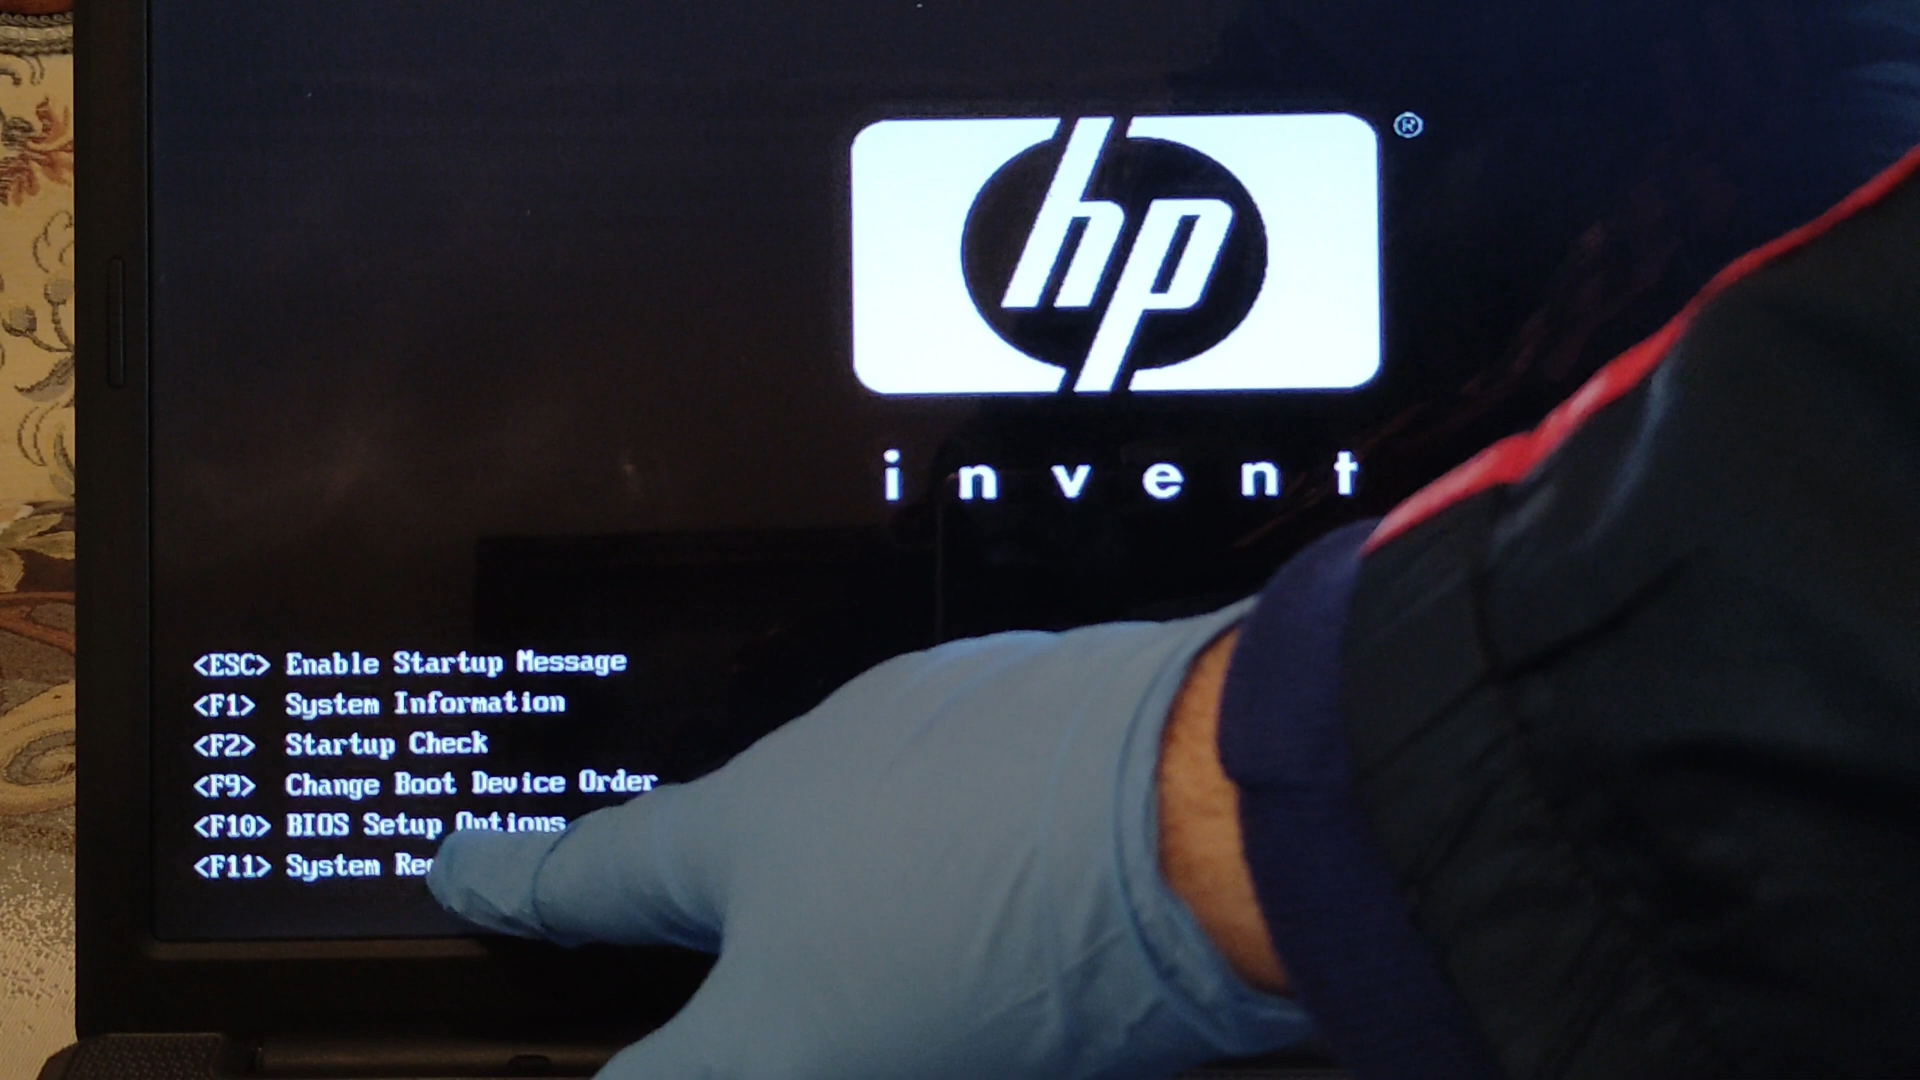 hp ®
invent
<ESC> Enable Startup Message
<F1> System Information
<F2> Startup Check
<F9> Change Boot Device Order
<F10> BIOS Setup Options
<F11> System